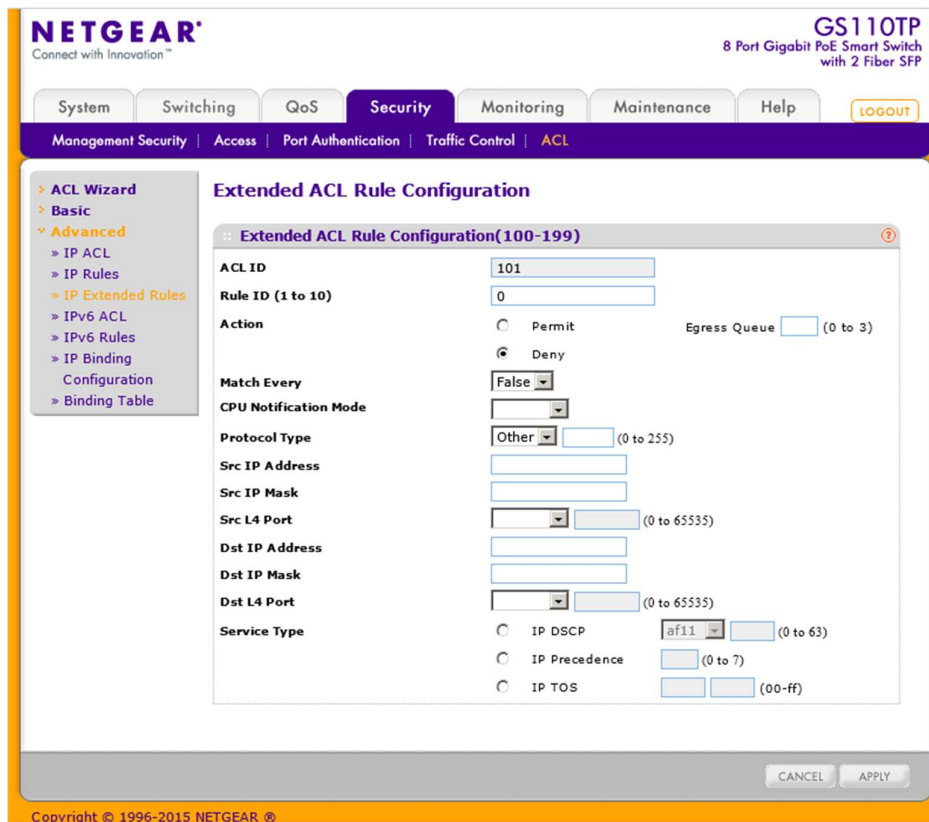 NETGEAR®
Connect with Innovation™
GS110TP
8 Port Gigabit PoE Smart Switch
with 2 Fiber SFP
System Switching QoS Security Monitoring Maintenance Help LOGOUT
Management Security | Access | Port Authentication | Traffic Control | ACL
ACL Wizard
Basic
Advanced
» IP ACL
» IP Rules
» IP Extended Rules
» IPv6 ACL
» IPv6 Rules
» IP Binding
Configuration
» Binding Table
Extended ACL Rule Configuration
Extended ACL Rule Configuration(100-199) ?
ACL ID 101
Rule ID (1 to 10) 0
Action Permit Egress Queue (0 to 3)
Deny
Match Every False
CPU Notification Mode
Protocol Type Other (0 to 255)
Src IP Address
Src IP Mask
Src L4 Port (0 to 65535)
Dst IP Address
Dst IP Mask
Dst L4 Port (0 to 65535)
Service Type IP DSCP af11 (0 to 63)
IP Precedence (0 to 7)
IP TOS (00-ff)
CANCEL APPLY
Copyright © 1996-2015 NETGEAR ®